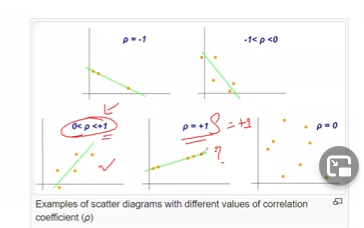 ρ = -1
-1< ρ <0
0< ρ <+1
ρ = +1
= +1
?
ρ = 0
Examples of scatter diagrams with different values of correlation
coefficient (ρ)